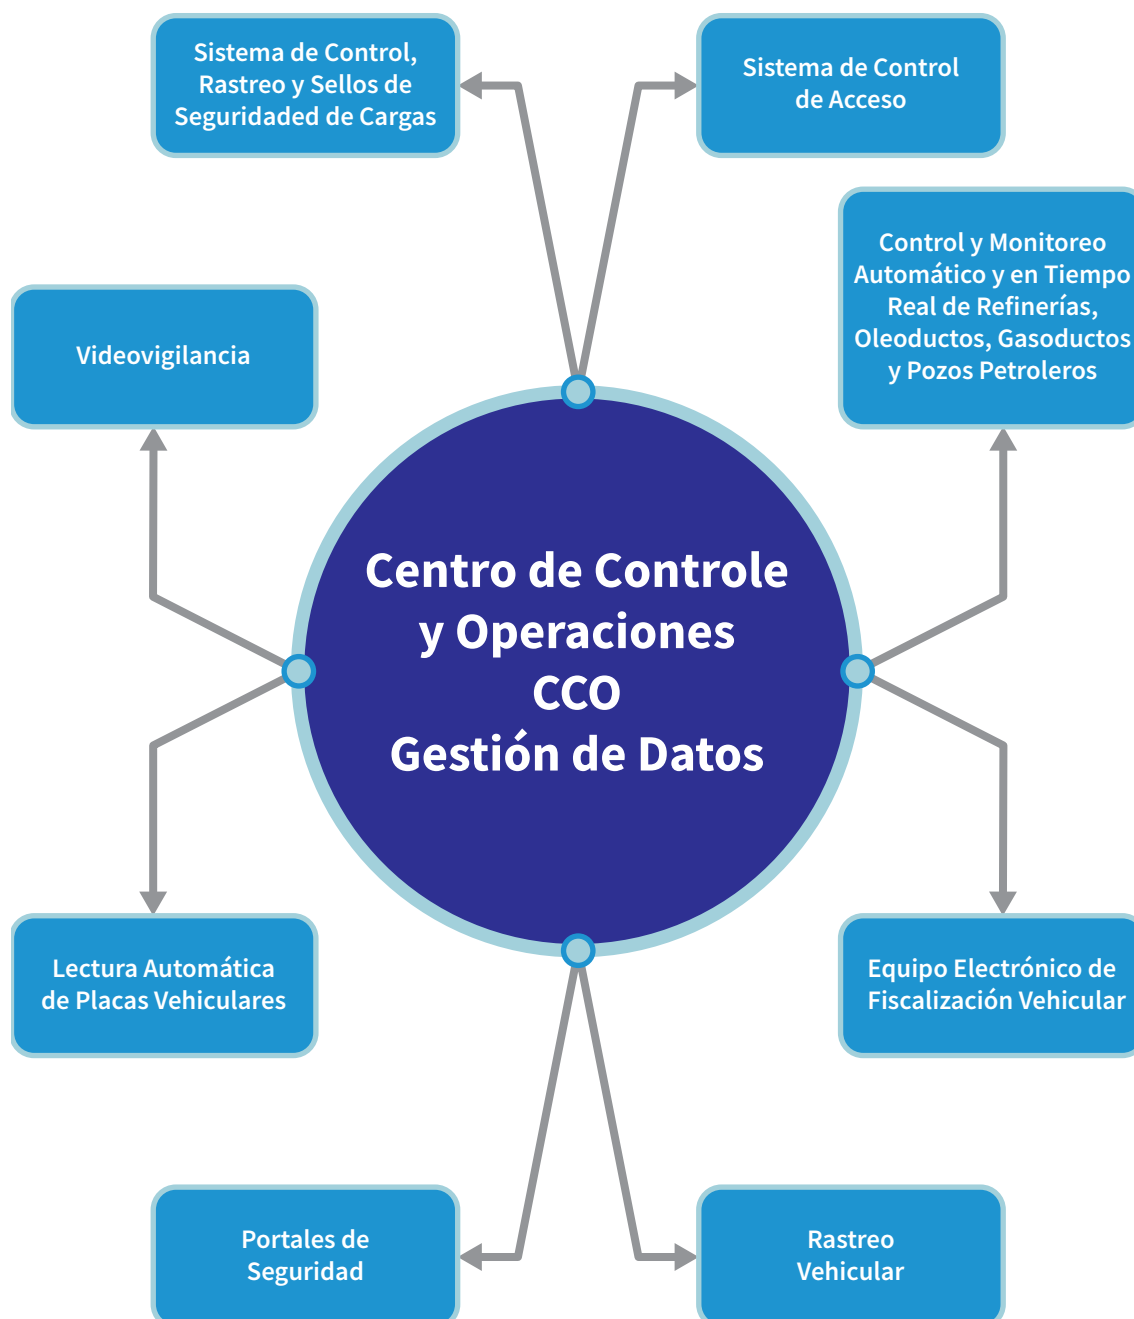 Sistema de Control,
Rastreo y Sellos de
Seguridaded de Cargas
Sistema de Control
de Acceso
Control y Monitoreo
Automático y en Tiempo
Real de Refinerías,
Oleoductos, Gasoductos
y Pozos Petroleros
Videovigilancia
Centro de Controle
y Operaciones
CCO
Gestión de Datos
Lectura Automática
de Placas Vehiculares
Equipo Electrónico de
Fiscalización Vehicular
Portales de
Seguridad
Rastreo
Vehicular